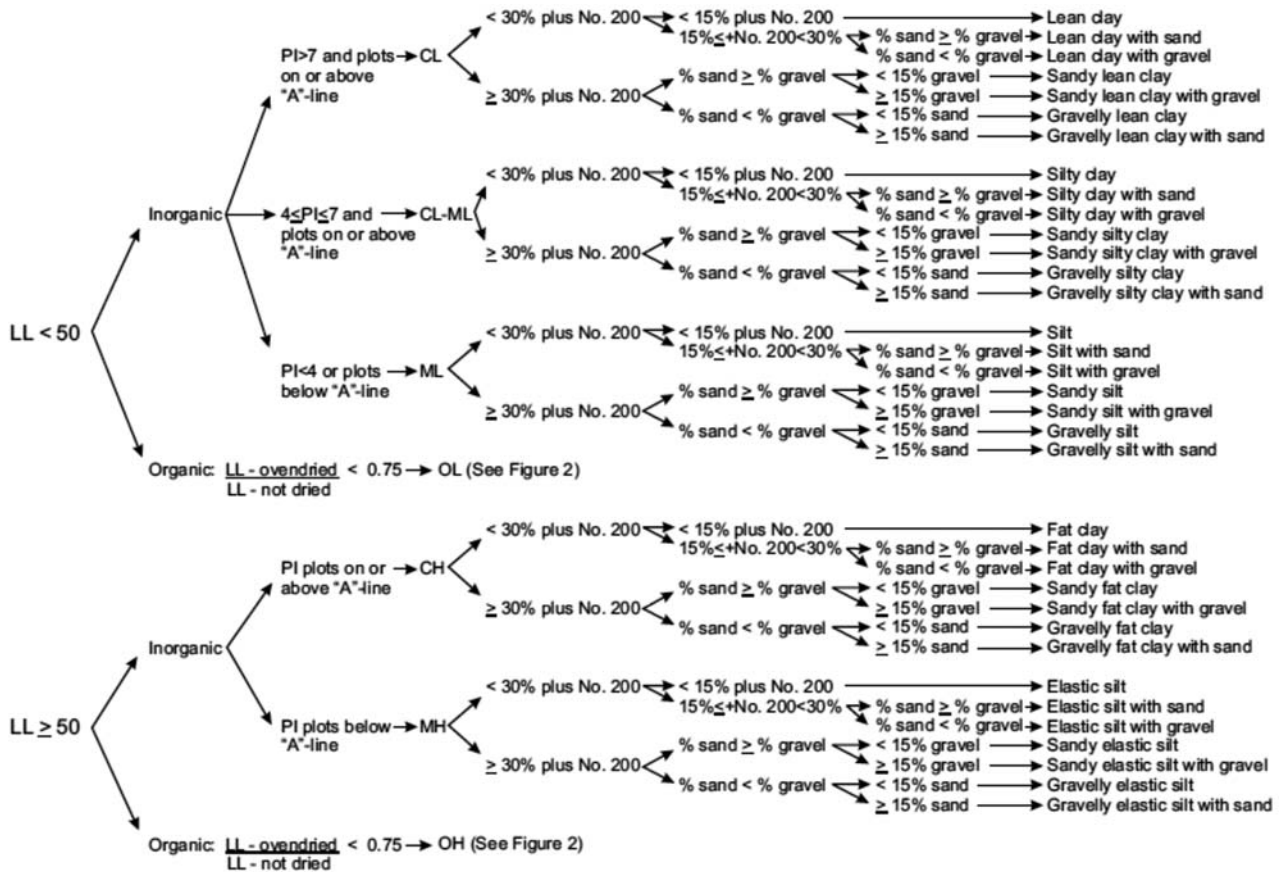 < 30% plus No. 200 < 15% plus No. 200 Lean clay
15%≤+No. 200<30% % sand ≥ % gravel Lean clay with sand
PI>7 and plots on or above "A"-line CL % sand < % gravel Lean clay with gravel
≥ 30% plus No. 200 % sand ≥ % gravel < 15% gravel Sandy lean clay
≥ 15% gravel Sandy lean clay with gravel
% sand < % gravel < 15% sand Gravelly lean clay
≥ 15% sand Gravelly lean clay with sand
< 30% plus No. 200 < 15% plus No. 200 Silty clay
15%≤+No. 200<30% % sand ≥ % gravel Silty clay with sand
Inorganic 4≤PI≤7 and plots on or above "A"-line CL-ML % sand < % gravel Silty clay with gravel
≥ 30% plus No. 200 % sand ≥ % gravel < 15% gravel Sandy silty clay
≥ 15% gravel Sandy silty clay with gravel
% sand < % gravel < 15% sand Gravelly silty clay
≥ 15% sand Gravelly silty clay with sand
LL < 50 < 30% plus No. 200 < 15% plus No. 200 Silt
15%≤+No. 200<30% % sand ≥ % gravel Silt with sand
PI<4 or plots below "A"-line ML % sand < % gravel Silt with gravel
≥ 30% plus No. 200 % sand ≥ % gravel < 15% gravel Sandy silt
≥ 15% gravel Sandy silt with gravel
% sand < % gravel < 15% sand Gravelly silt
≥ 15% sand Gravelly silt with sand
Organic: LL - ovendried < 0.75 OL (See Figure 2)
LL - not dried
< 30% plus No. 200 < 15% plus No. 200 Fat clay
15%≤+No. 200<30% % sand ≥ % gravel Fat clay with sand
PI plots on or above "A"-line CH % sand < % gravel Fat clay with gravel
≥ 30% plus No. 200 % sand ≥ % gravel < 15% gravel Sandy fat clay
≥ 15% gravel Sandy fat clay with gravel
% sand < % gravel < 15% sand Gravelly fat clay
Inorganic ≥ 15% sand Gravelly fat clay with sand
< 30% plus No. 200 < 15% plus No. 200 Elastic silt
15%≤+No. 200<30% % sand ≥ % gravel Elastic silt with sand
LL ≥ 50 PI plots below "A"-line MH % sand < % gravel Elastic silt with gravel
≥ 30% plus No. 200 % sand ≥ % gravel < 15% gravel Sandy elastic silt
≥ 15% gravel Sandy elastic silt with gravel
% sand < % gravel < 15% sand Gravelly elastic silt
≥ 15% sand Gravelly elastic silt with sand
Organic: LL - ovendried < 0.75 OH (See Figure 2)
LL - not dried